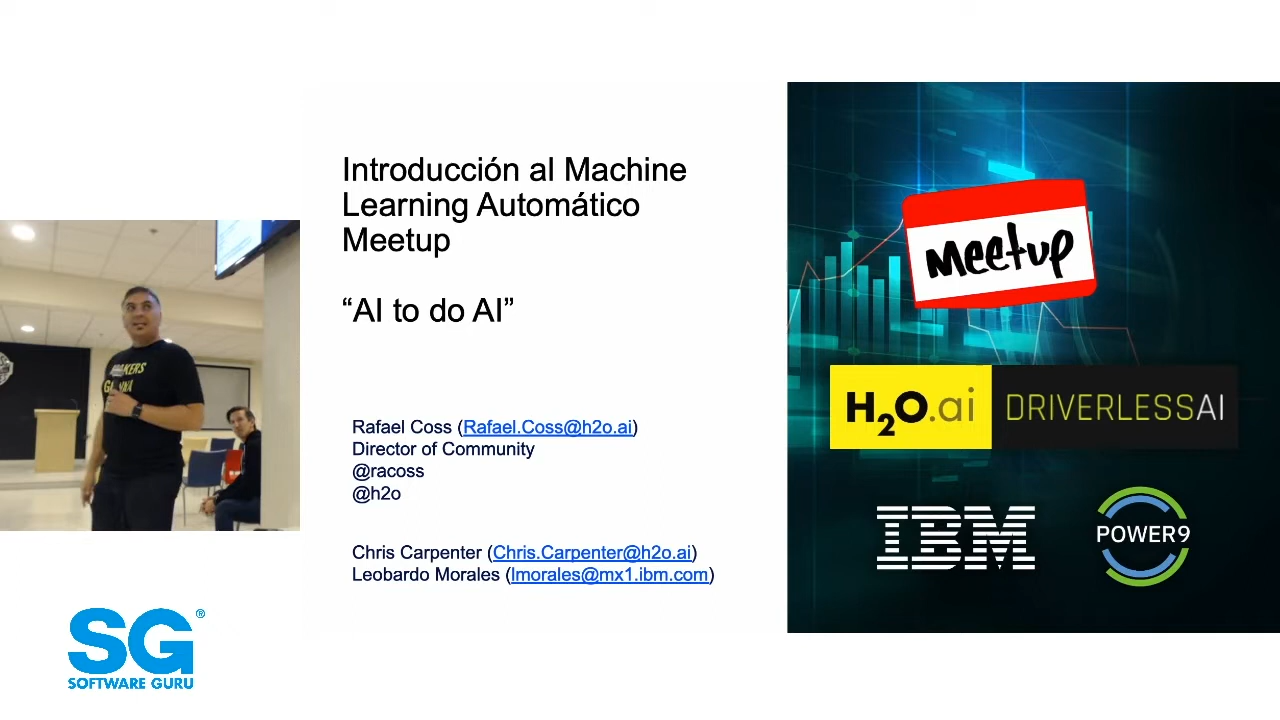 Introducción al Machine
Learning Automático
Meetup
“AI to do AI”
Rafael Coss (Rafael.Coss@h2o.ai)
Director of Community
@racoss
@h2o
Chris Carpenter (Chris.Carpenter@h2o.ai)
Leobardo Morales (lmorales@mx1.ibm.com)
Meetup
H2O.ai DRIVERLESSAI
IBM
POWER9
SG®
SOFTWARE GURU